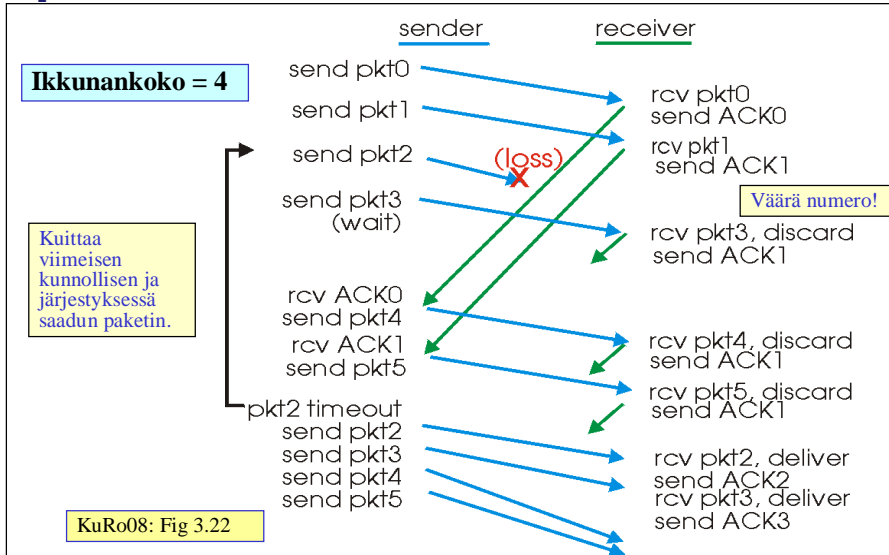 sender
receiver
Ikkunankoko = 4
send pkt0
send pkt1
send pkt2
send pkt3
(wait)
(loss)
X
rcv pkt0
send ACK0
rcv pkt1
send ACK1
Väärä numero!
rcv pkt3, discard
send ACK1
Kuittaa
viimeisen
kunnollisen ja
järjestyksessä
saadun paketin.
rcv ACK0
send pkt4
rcv ACK1
send pkt5
rcv pkt4, discard
send ACK1
rcv pkt5, discard
send ACK1
pkt2 timeout
send pkt2
send pkt3
send pkt4
send pkt5
rcv pkt2, deliver
send ACK2
rcv pkt3, deliver
send ACK3
KuRo08: Fig 3.22